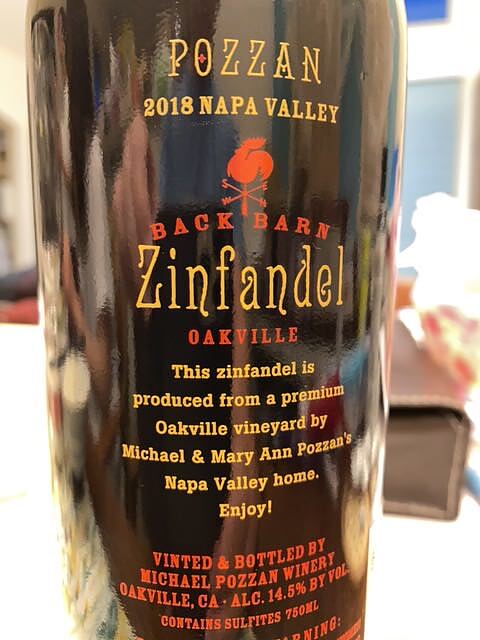 POZZAN
2018 NAPA VALLEY
BACK BARN
Zinfandel
OAKVILLE
This zinfandel is
produced from a premium
Oakville vineyard by
Michael & Mary Ann Pozzan's
Napa Valley home.
Enjoy!
VINTED & BOTTLED BY
MICHAEL POZZAN WINERY
OAKVILLE, CA · ALC. 14.5% BY VOL.
CONTAINS SULFITES 750ML